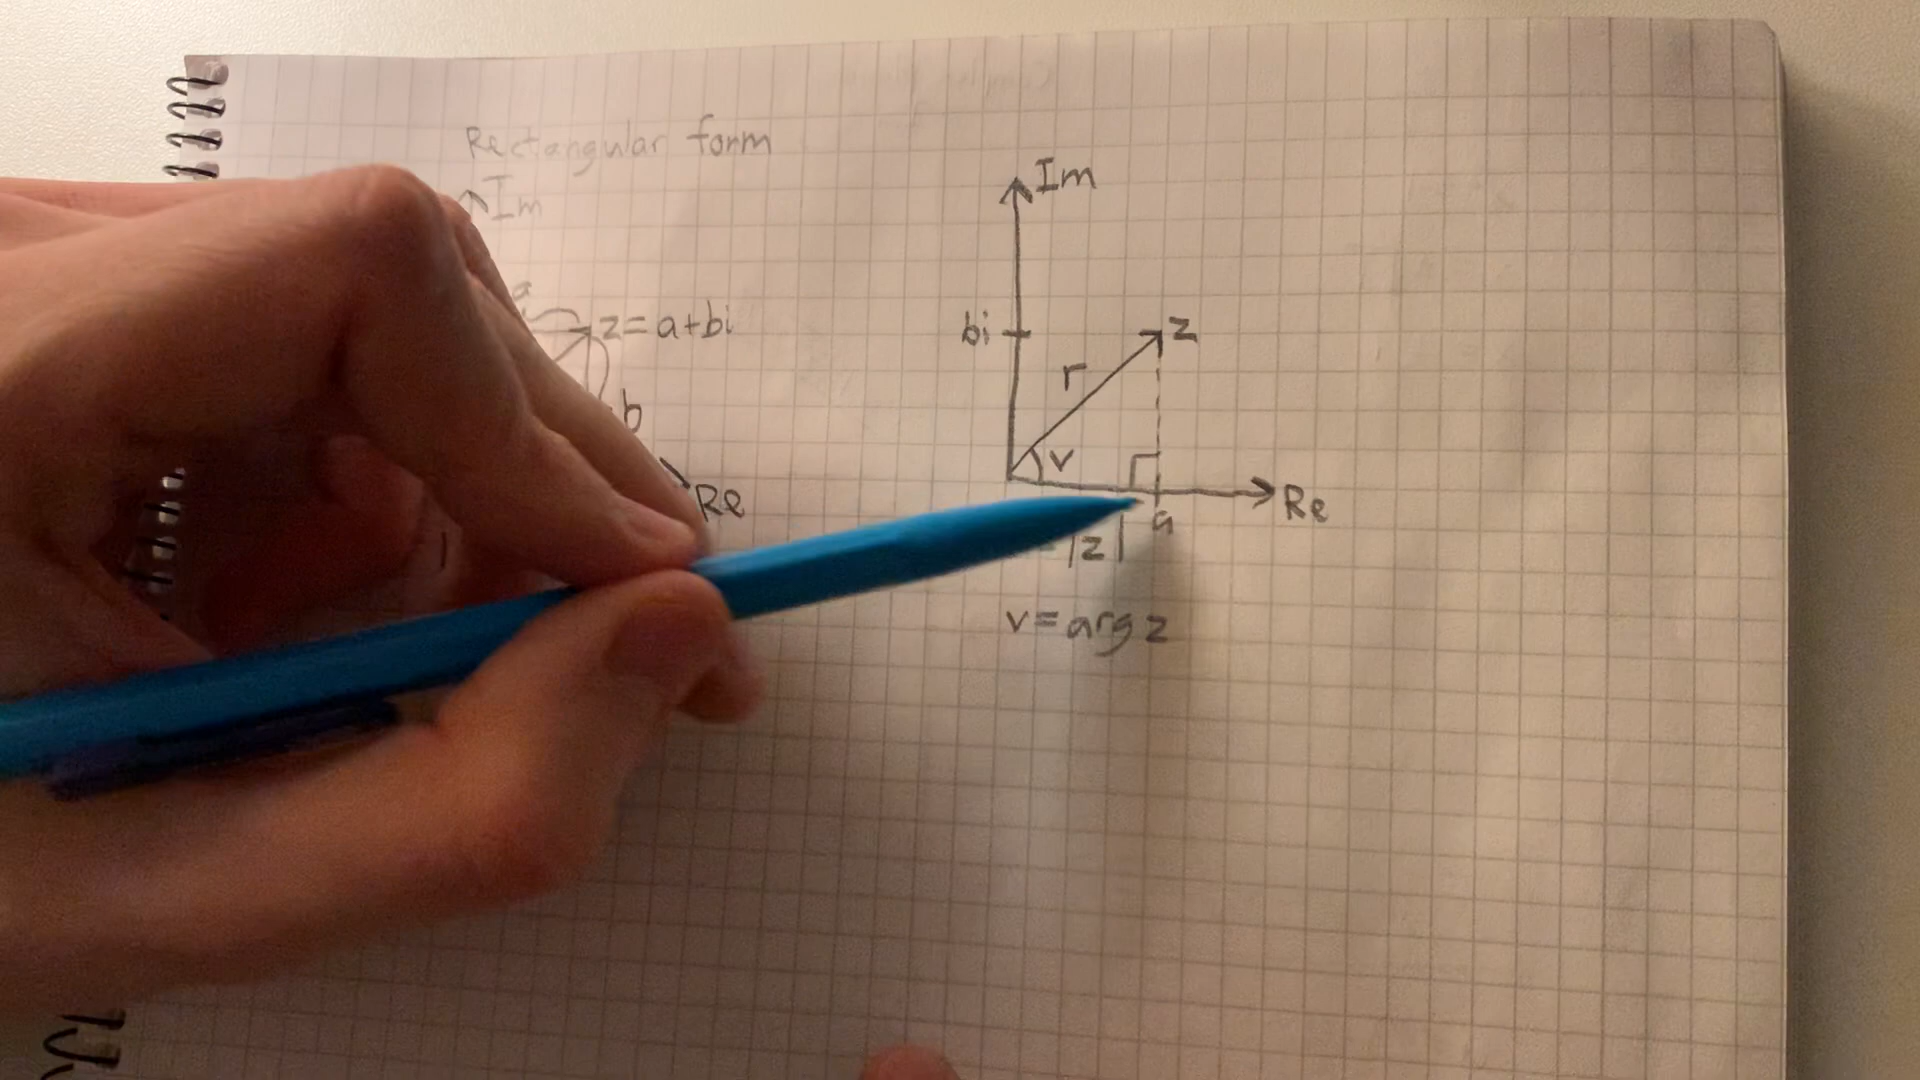 Rectangular form
Im
a
z = a+bi
b
Re
Im
bi
z
r
v
Re
a
= |z|
v = arg z